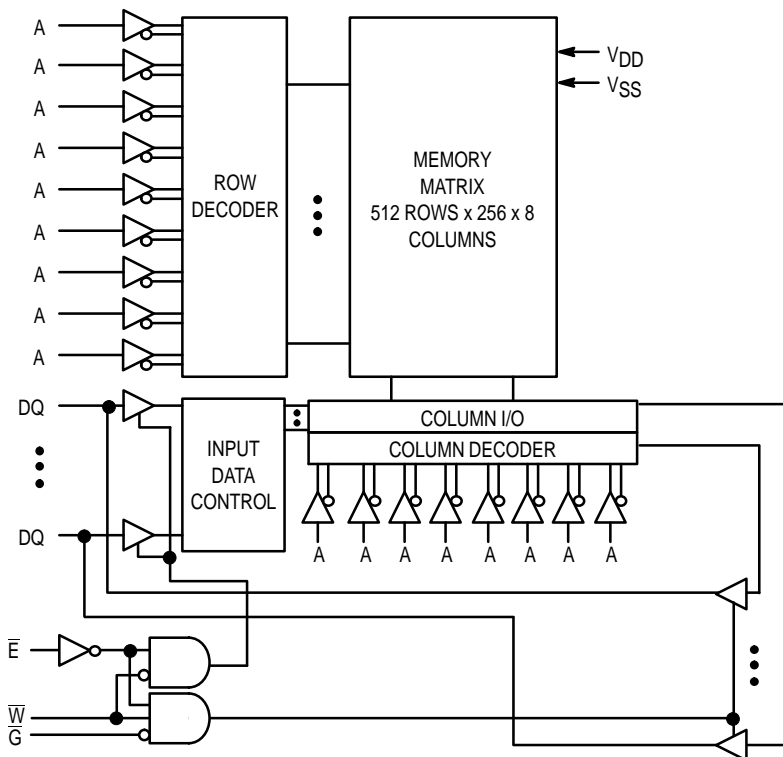 A
A
A
A
A
A
A
A
A
ROW
DECODER
MEMORY
MATRIX
512 ROWS x 256 x 8
COLUMNS
VDD
VSS
DQ
DQ
INPUT
DATA
CONTROL
COLUMN I/O
COLUMN DECODER
A A A A A A A A
E̅
W̅
G̅